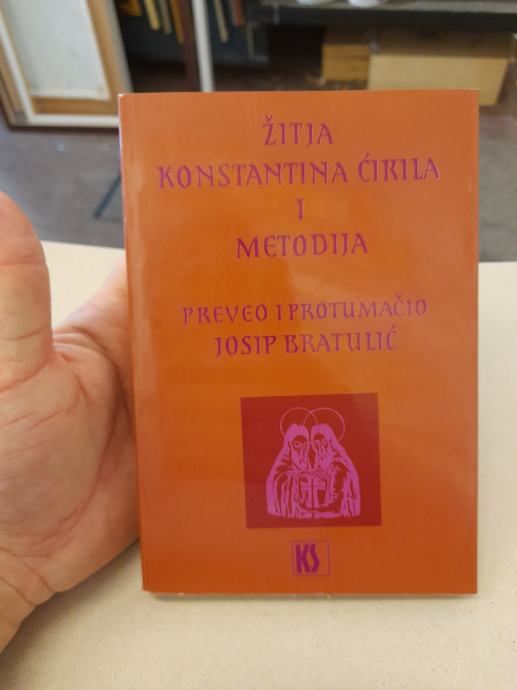 ŽITJA
KONSTANTINA ĆIRILA
I
METODIJA
PREVEO I PROTUMAČIO
JOSIP BRATULIĆ
KS